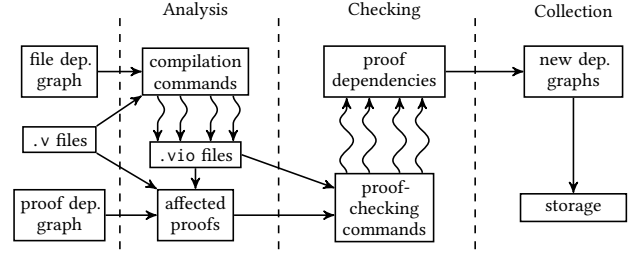 Analysis
Checking
Collection
file dep.
graph
compilation
commands
proof
dependencies
new dep.
graphs
.v files
.vio files
proof dep.
graph
affected
proofs
proof-
checking
commands
storage